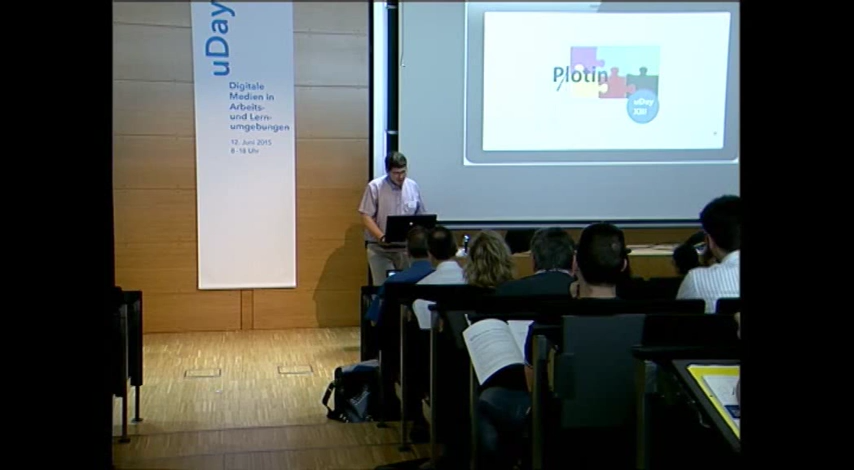 uDay
Digitale
Medien in
Arbeits-
und Lern-
umgebungen
12. Juni 2015
8-18 Uhr
Plotin
uDay
XIII